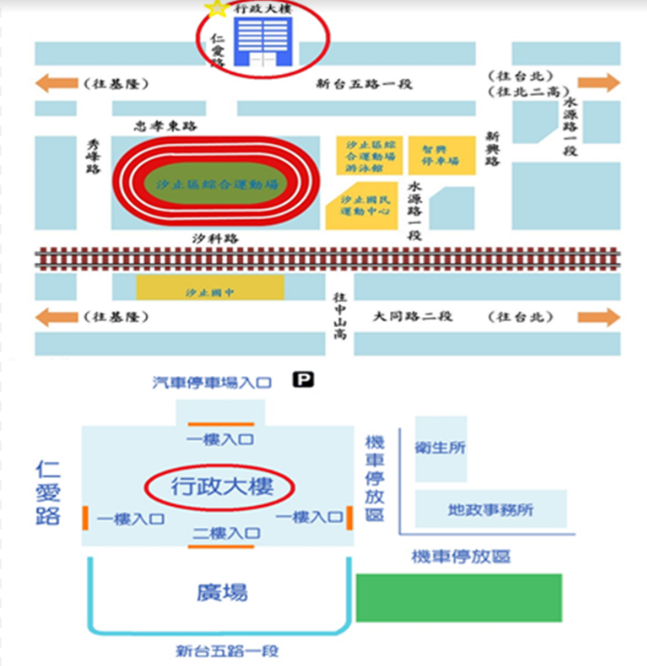 行政大樓
仁愛路
(往基隆)
新台五路一段
(往台北)
(往北二高)
水源路一段
忠孝東路
秀峰路
汐止區綜合運動場
汐止區綜
合運動場
游泳館
智興
停車場
新興路
汐止國民
運動中心
水源路一段
汐科路
汐止國中
(往基隆)
往中山高
大同路二段
(往台北)
汽車停車場入口 P
一樓入口
仁愛路
行政大樓
一樓入口
一樓入口
二樓入口
機車停放區
衛生所
地政事務所
機車停放區
廣場
新台五路一段